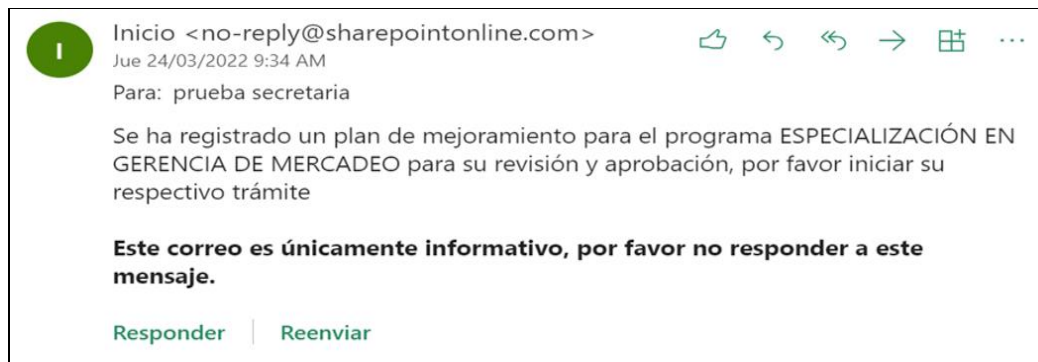 I
Inicio <no-reply@sharepointonline.com>
Jue 24/03/2022 9:34 AM
Para: prueba secretaria
Se ha registrado un plan de mejoramiento para el programa ESPECIALIZACIÓN EN
GERENCIA DE MERCADEO para su revisión y aprobación, por favor iniciar su
respectivo trámite
Este correo es únicamente informativo, por favor no responder a este
mensaje.
Responder Reenviar